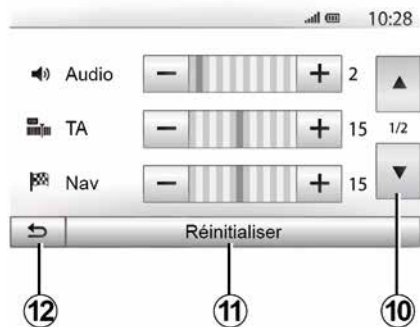 10:28
Audio − + 2 ▲
TA − + 15 1/2
Nav − + 15 ▼
Réinitialiser
12 11 10